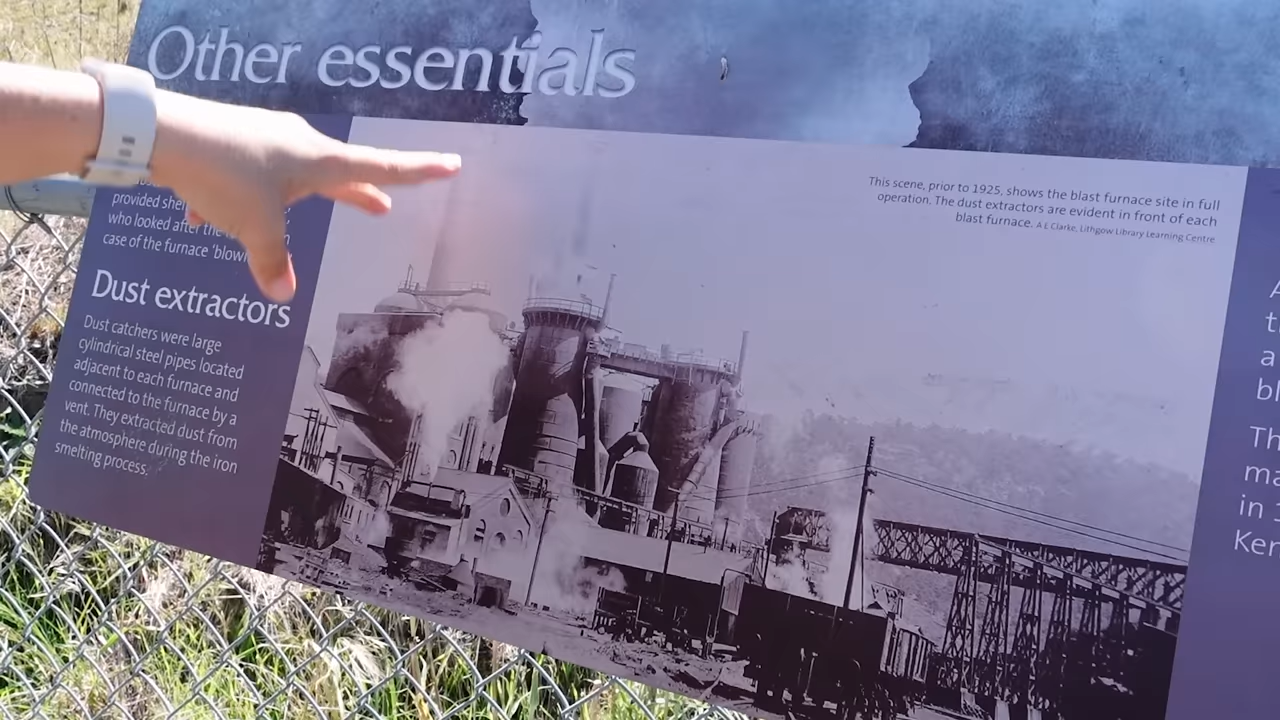 Other essentials
provided
who looked after the
case of the furnace
Dust extractors
Dust catchers were large
cylindrical steel pipes located
adjacent to each furnace and
connected to the furnace by a
vent. They extracted dust from
the atmosphere during the iron
smelting process.
This scene, prior to 1925, shows the blast furnace site in full
operation. The dust extractors are evident in front of each
blast furnace. A E Clarke, Lithgow Library Learning Centre
in